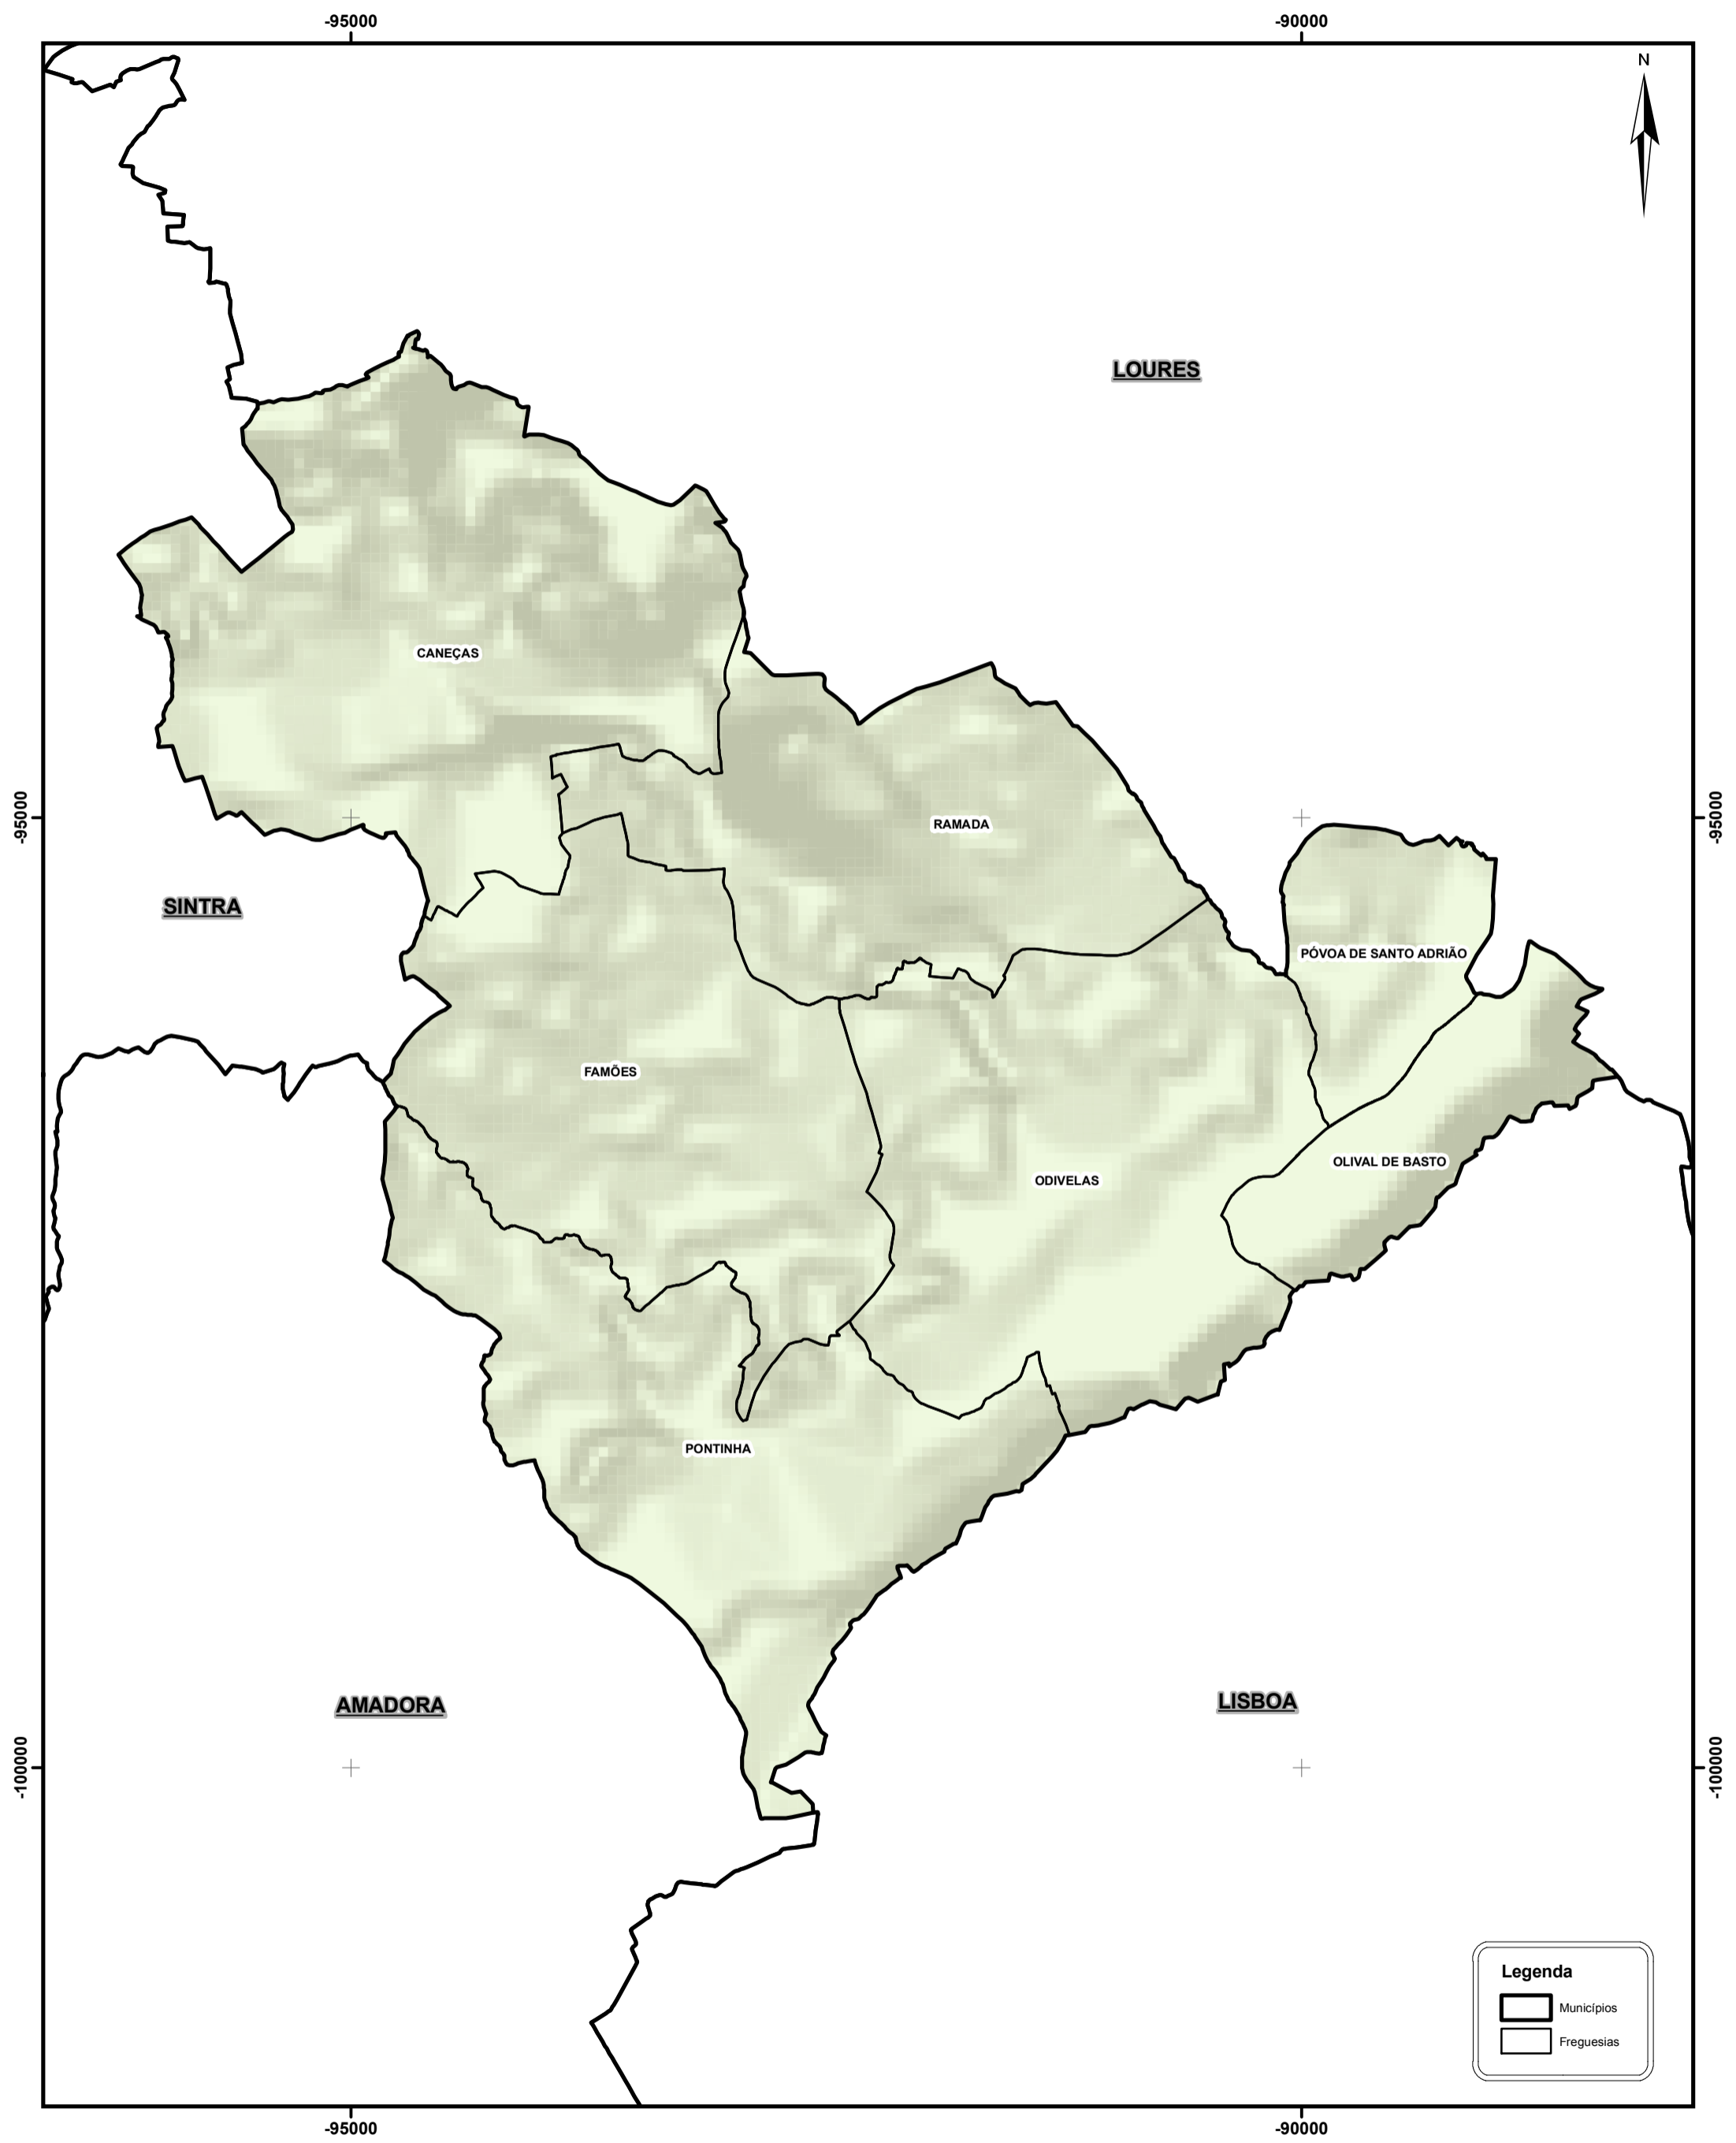 -95000
-90000
N
LOURES
CANEÇAS
-95000
RAMADA
-95000
SINTRA
PÓVOA DE SANTO ADRIÃO
FAMÕES
OLIVAL DE BASTO
ODIVELAS
PONTINHA
AMADORA
LISBOA
-100000
-100000
Legenda
Municípios
Freguesias
-95000
-90000